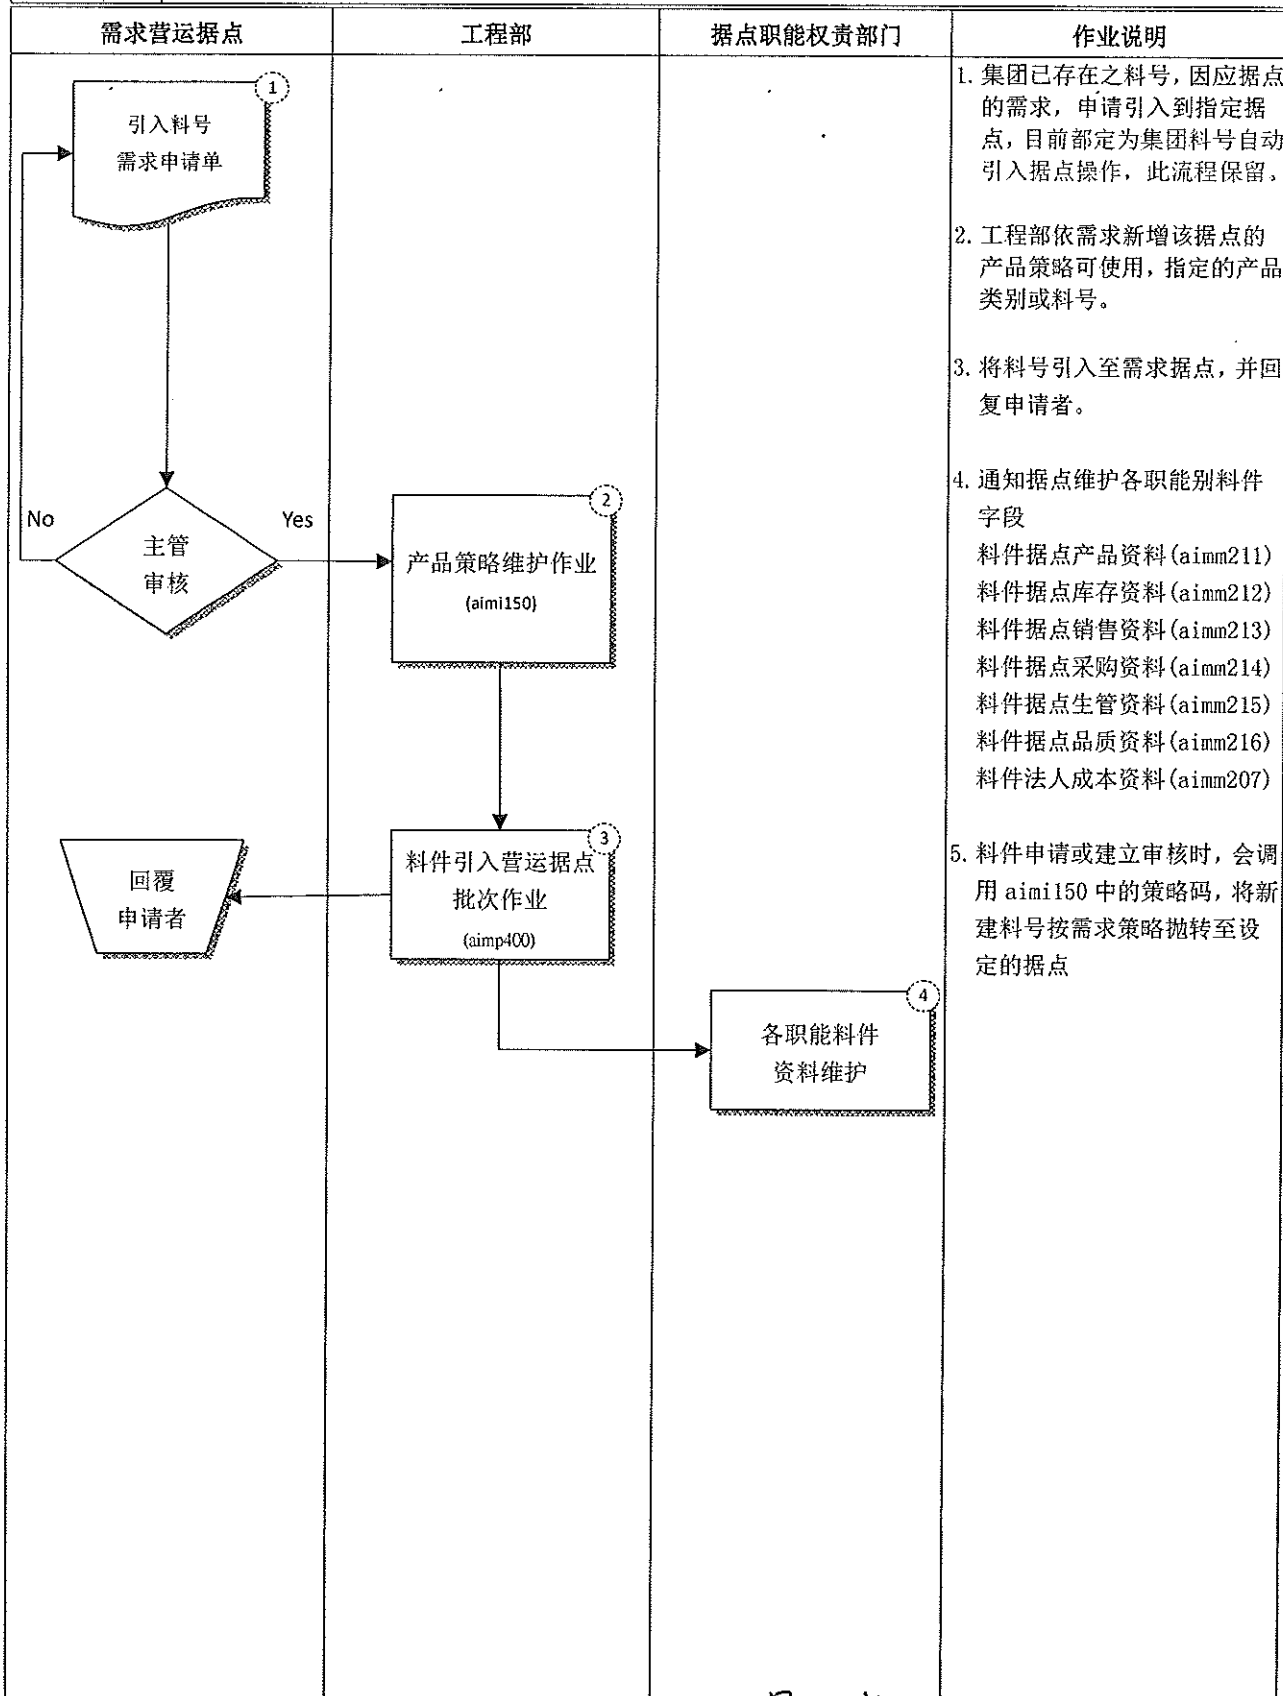 需求营运据点
工程部
据点职能权责部门
作业说明
1
引入料号
需求申请单
主管
审核
No
Yes
2
产品策略维护作业
(aimi150)
3
料件引入营运据点
批次作业
(aimp400)
回覆
申请者
4
各职能料件
资料维护
1. 集团已存在之料号，因应据点
的需求，申请引入到指定据
点，目前都定为集团料号自动
引入据点操作，此流程保留。
2. 工程部依需求新增该据点的
产品策略可使用，指定的产品
类别或料号。
3. 将料号引入至需求据点，并回
复申请者。
4. 通知据点维护各职能别料件
字段
料件据点产品资料(aimm211)
料件据点库存资料(aimm212)
料件据点销售资料(aimm213)
料件据点采购资料(aimm214)
料件据点生管资料(aimm215)
料件据点品质资料(aimm216)
料件法人成本资料(aimm207)
5. 料件申请或建立审核时，会调
用 aimi150 中的策略码，将新
建料号按需求策略抛转至设
定的据点